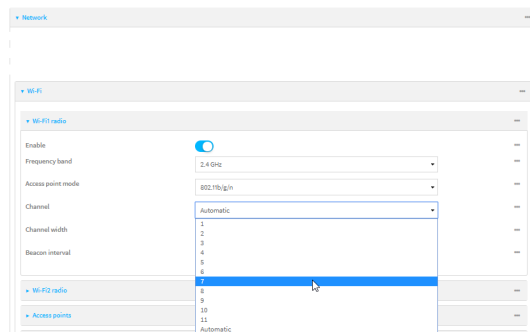 Network
Wi-Fi
Wi-Fi1 radio
Enable
Frequency band
2.4 GHz
Access point mode
802.11b/g/n
Channel
Automatic
Channel width
1
2
3
4
Beacon interval
5
6
7
Wi-Fi2 radio
8
9
10
Access points
11
Automatic